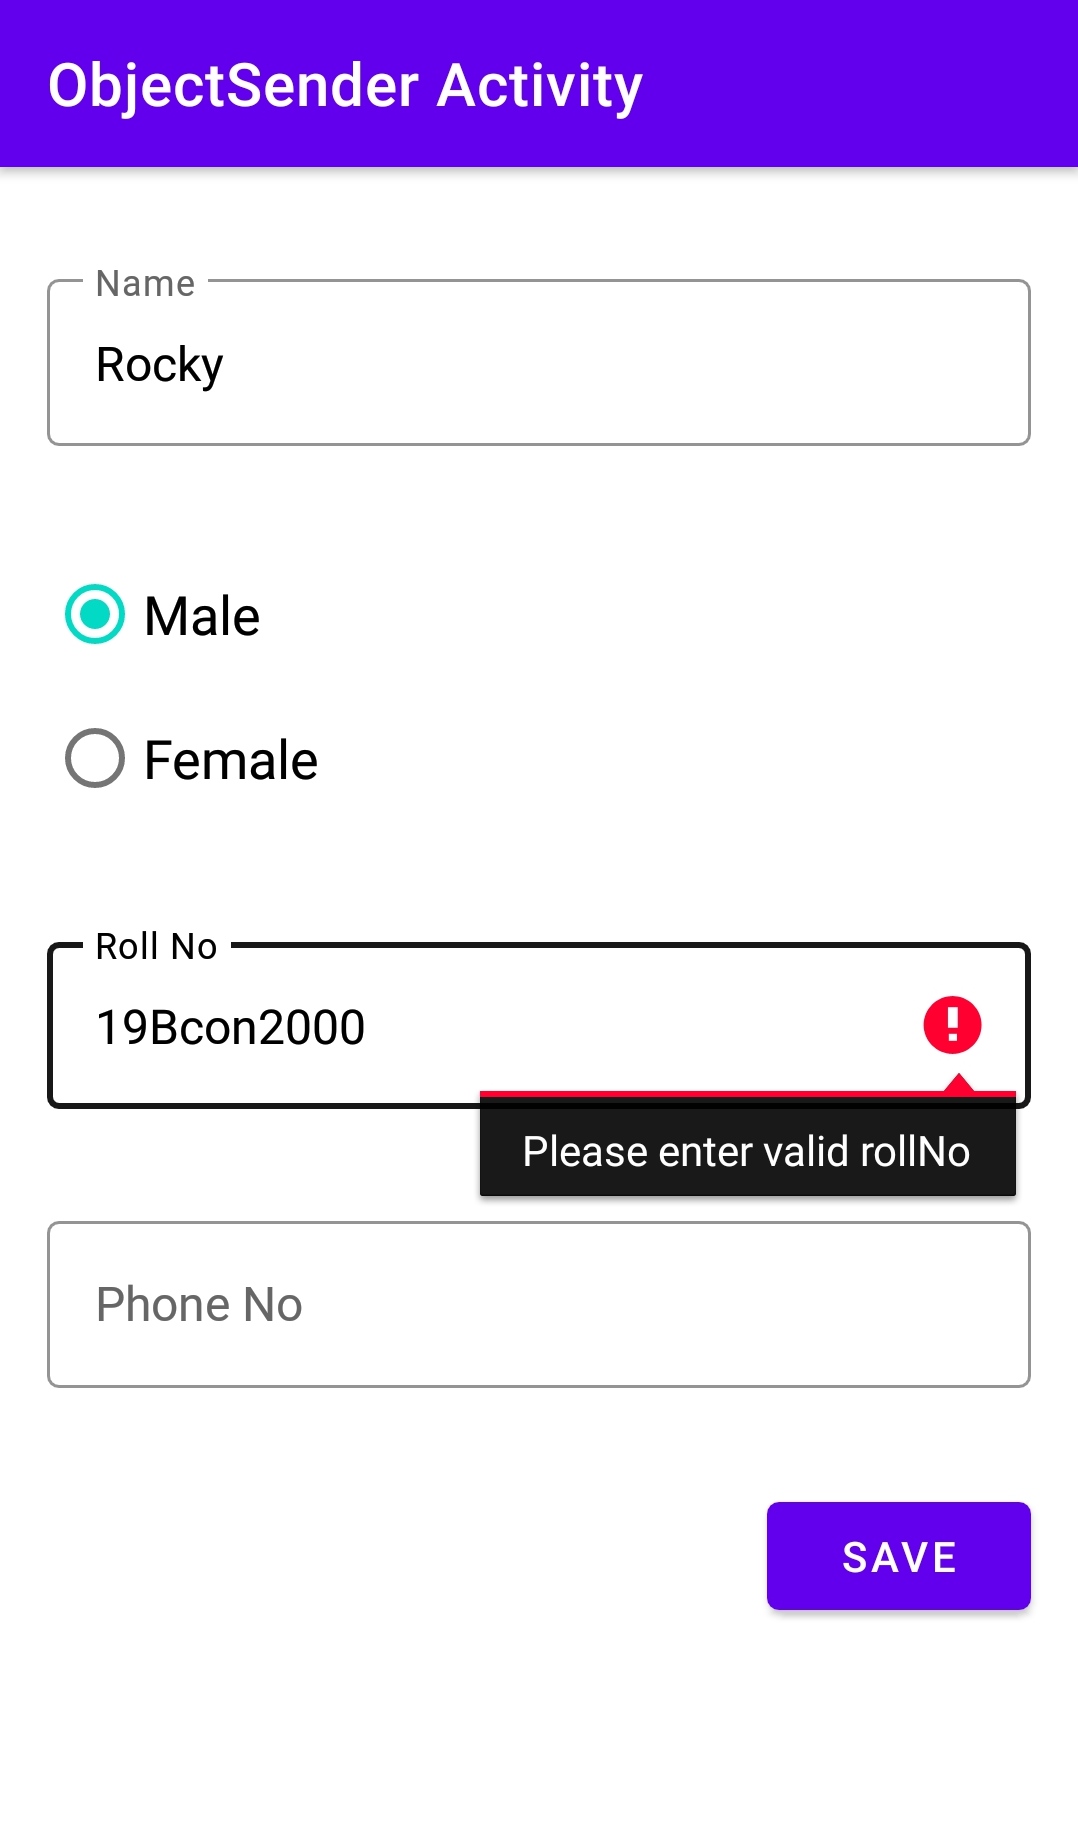 ObjectSender Activity
Name
Rocky
Male
Female
Roll No
19Bcon2000
Please enter valid rollNo
Phone No
SAVE